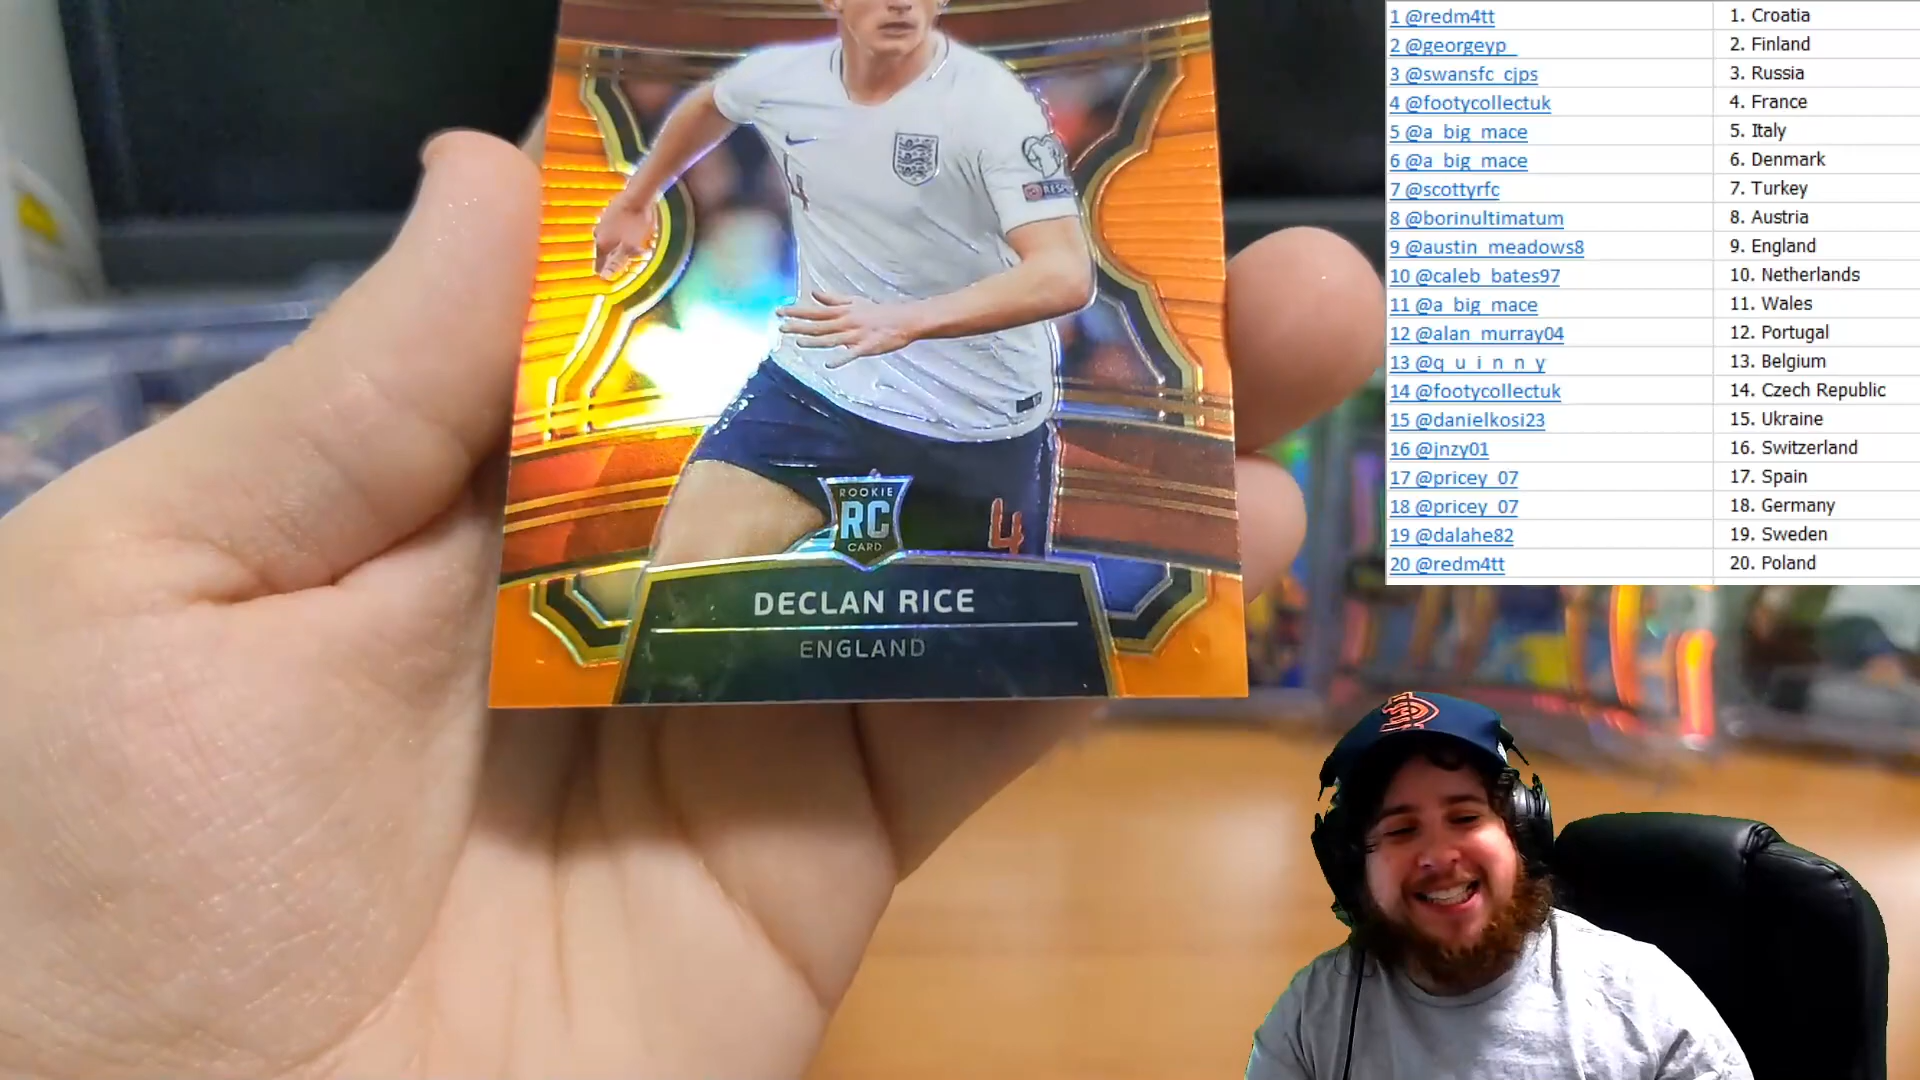 1 @redm4tt 1. Croatia
2 @georgeyp_ 2. Finland
3 @swansfc_cjps 3. Russia
4 @footycollectuk 4. France
5 @a_big_mace 5. Italy
6 @a_big_mace 6. Denmark
7 @scottyrfc 7. Turkey
8 @borinultimatum 8. Austria
9 @austin_meadows8 9. England
10 @caleb_bates97 10. Netherlands
11 @a_big_mace 11. Wales
12 @alan_murray04 12. Portugal
13 @q_u_i_n_n_y 13. Belgium
14 @footycollectuk 14. Czech Republic
15 @danielkosi23 15. Ukraine
16 @jnzy01 16. Switzerland
17 @pricey_07 17. Spain
18 @pricey_07 18. Germany
19 @dalahe82 19. Sweden
20 @redm4tt 20. Poland
4
RESPECT
4
ROOKIE
RC
CARD
DECLAN RICE
ENGLAND